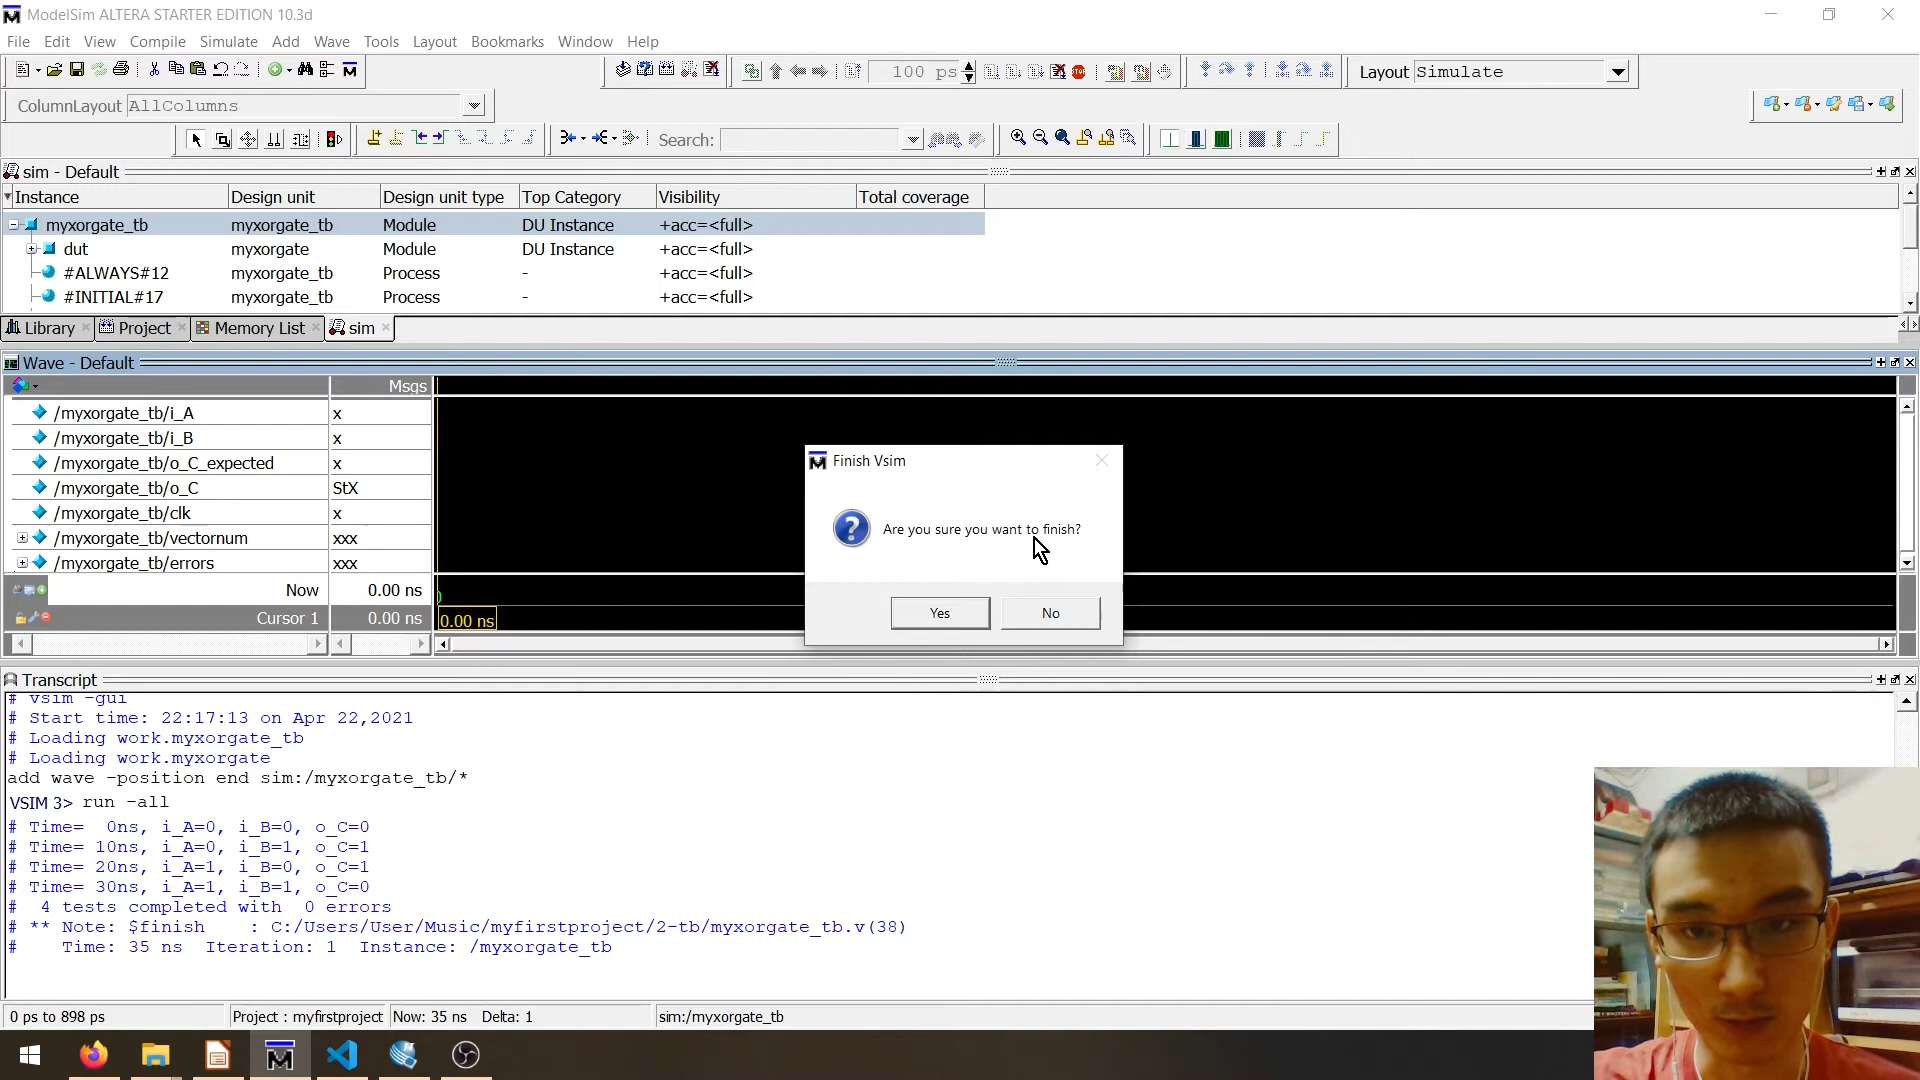 ModelSim ALTERA STARTER EDITION 10.3d
File Edit View Compile Simulate Add Wave Tools Layout Bookmarks Window Help
100 ps
Layout Simulate
ColumnLayout AllColumns
Search:
sim - Default
Instance Design unit Design unit type Top Category Visibility Total coverage
myxorgate_tb myxorgate_tb Module DU Instance +acc=<full>
dut myxorgate Module DU Instance +acc=<full>
#ALWAYS#12 myxorgate_tb Process - +acc=<full>
#INITIAL#17 myxorgate_tb Process - +acc=<full>
Library Project Memory List sim
Wave - Default
Msgs
/myxorgate_tb/i_A x
/myxorgate_tb/i_B x
/myxorgate_tb/o_C_expected x
/myxorgate_tb/o_C StX
/myxorgate_tb/clk x
/myxorgate_tb/vectornum xxx
/myxorgate_tb/errors xxx
Now 0.00 ns
Cursor 1 0.00 ns 0.00 ns
Finish Vsim
Are you sure you want to finish?
Yes No
Transcript
# vsim -gui
# Start time: 22:17:13 on Apr 22,2021
# Loading work.myxorgate_tb
# Loading work.myxorgate
add wave -position end sim:/myxorgate_tb/*
VSIM 3> run -all
# Time= 0ns, i_A=0, i_B=0, o_C=0
# Time= 10ns, i_A=0, i_B=1, o_C=1
# Time= 20ns, i_A=1, i_B=0, o_C=1
# Time= 30ns, i_A=1, i_B=1, o_C=0
# 4 tests completed with 0 errors
# ** Note: $finish : C:/Users/User/Music/myfirstproject/2-tb/myxorgate_tb.v(38)
# Time: 35 ns Iteration: 1 Instance: /myxorgate_tb
0 ps to 898 ps Project : myfirstproject Now: 35 ns Delta: 1 sim:/myxorgate_tb